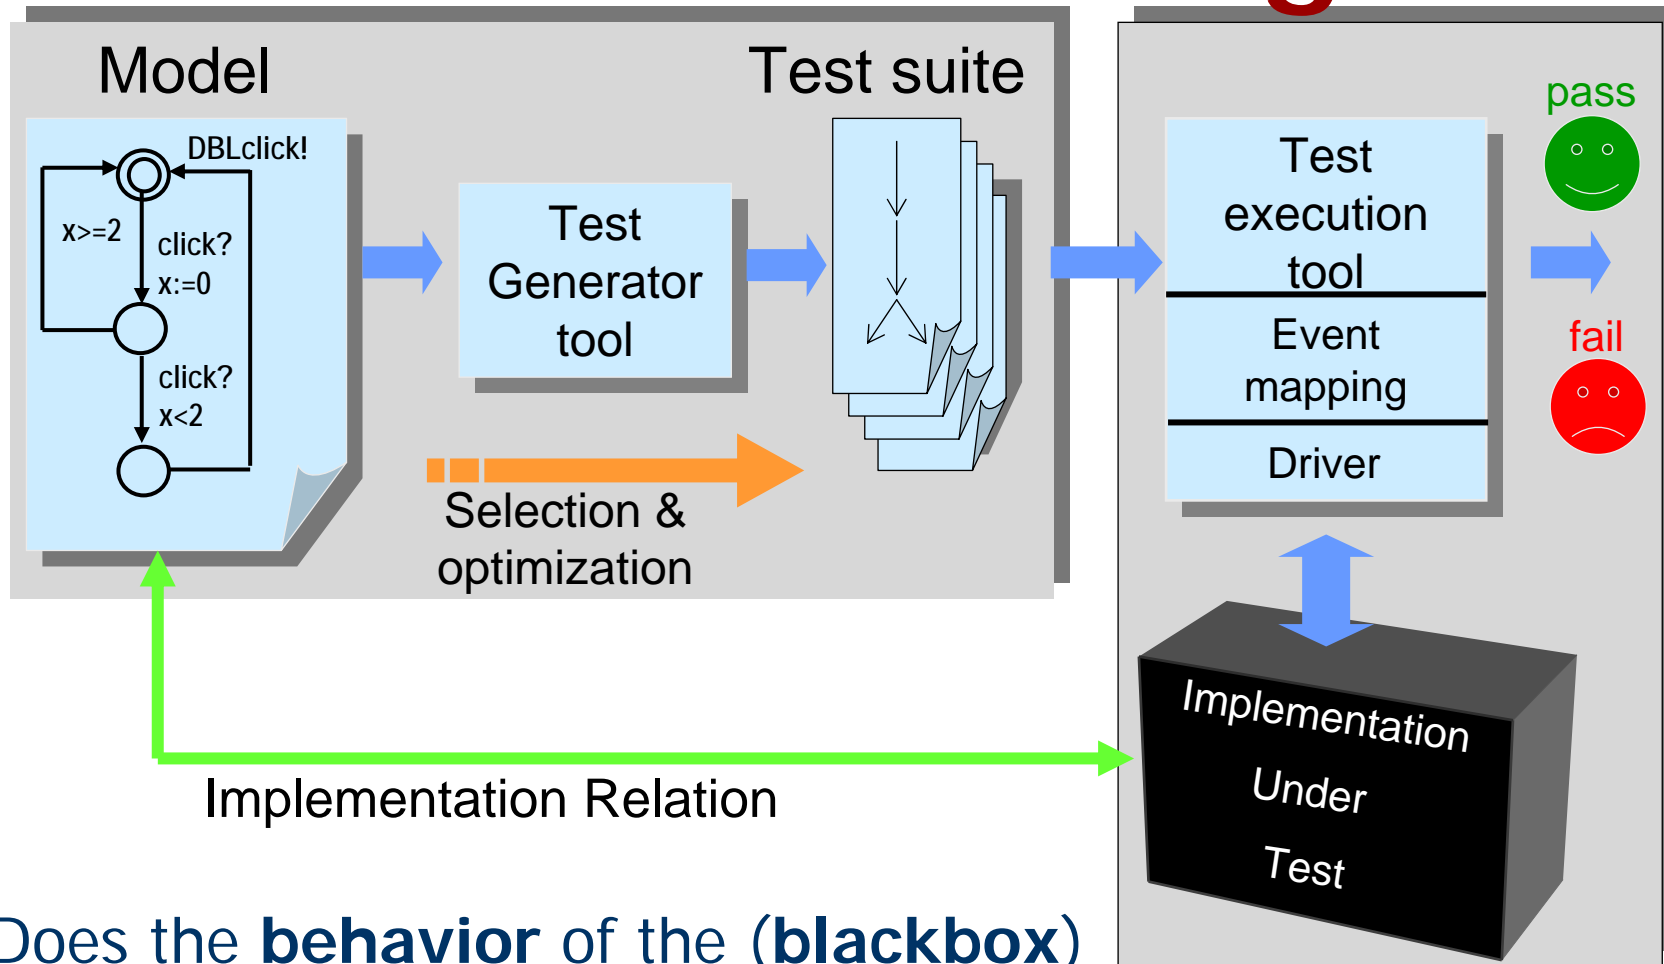 g
Model
Test suite
DBLclick!
x>=2
click?
x:=0
click?
x<2
Test
Generator
tool
Selection &
optimization
Test
execution
tool
Event
mapping
Driver
pass
fail
Implementation
Under
Test
Implementation Relation
Does the behavior of the (blackbox)